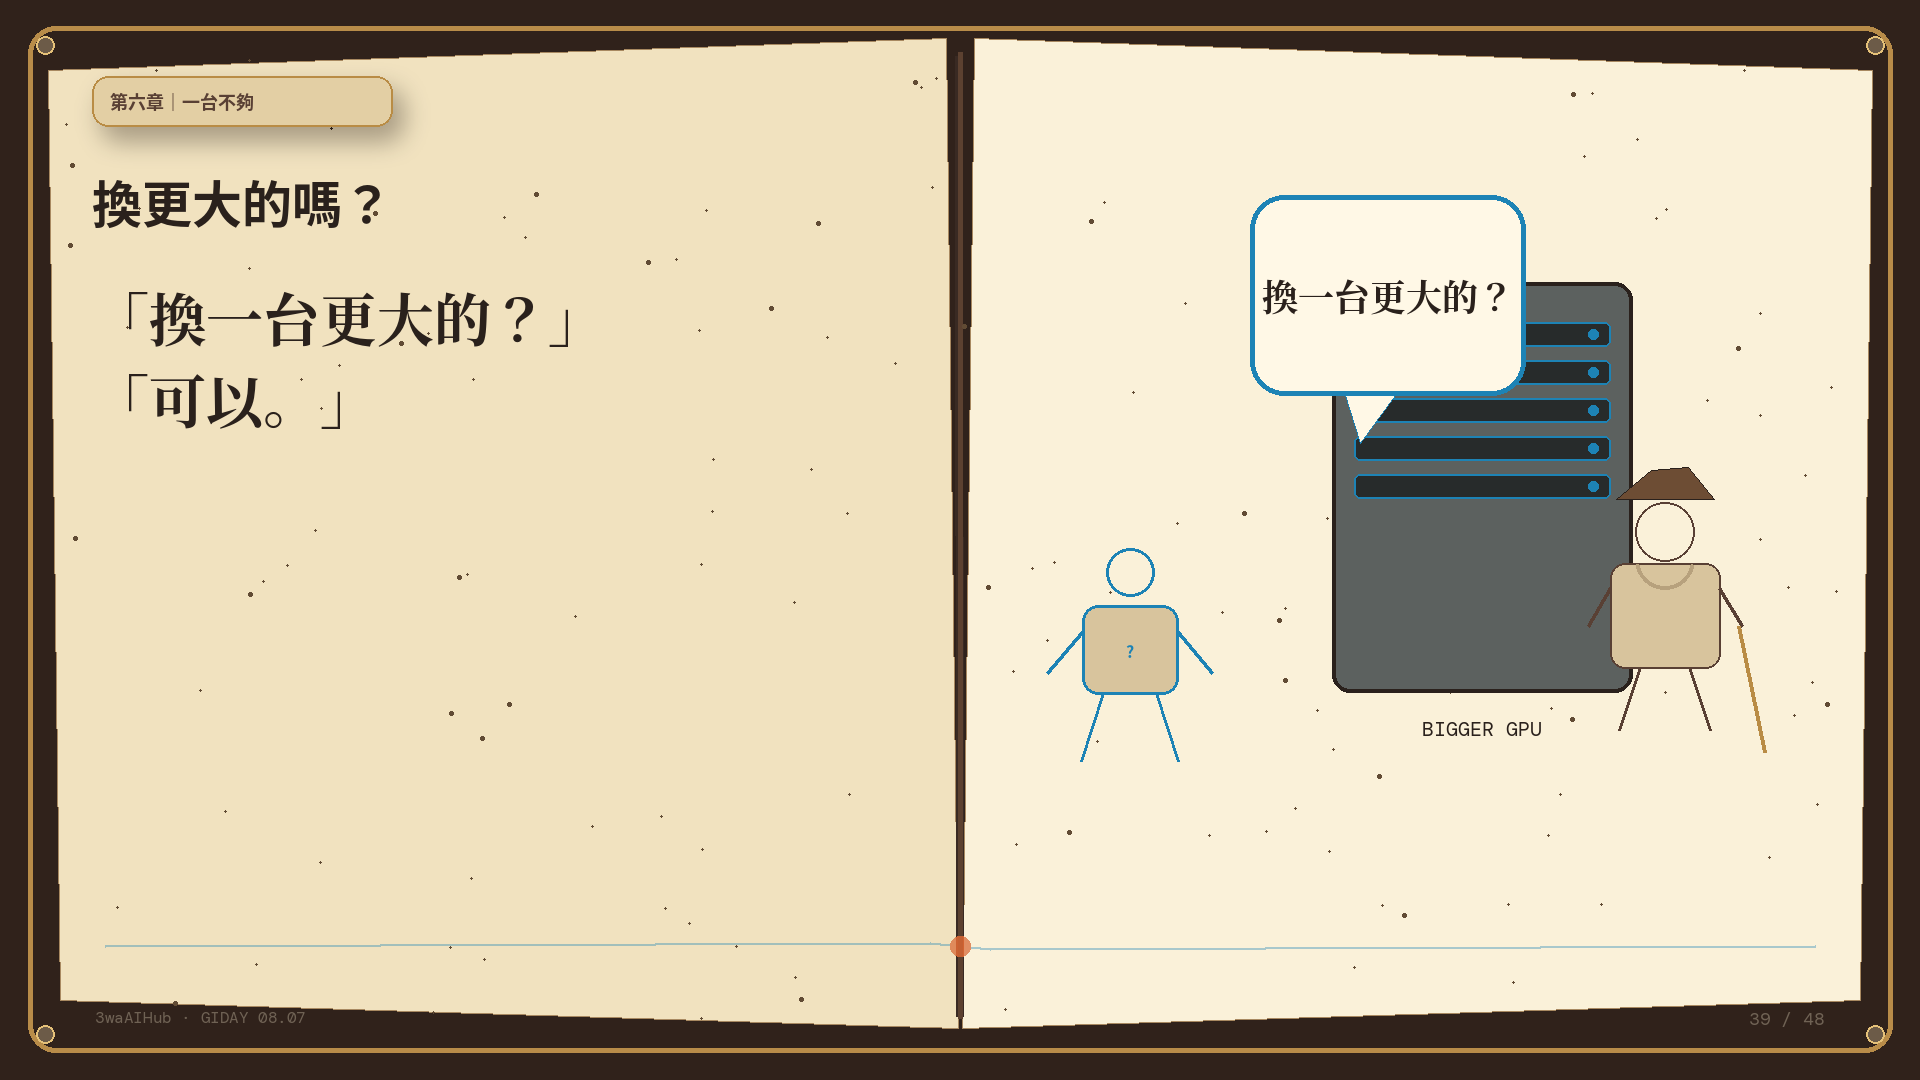 第六章｜一台不夠
換更大的嗎？
「換一台更大的？」
「可以。」
換一台更大的？
?
BIGGER GPU
3waAIHub · GIDAY 08.07
39 / 48